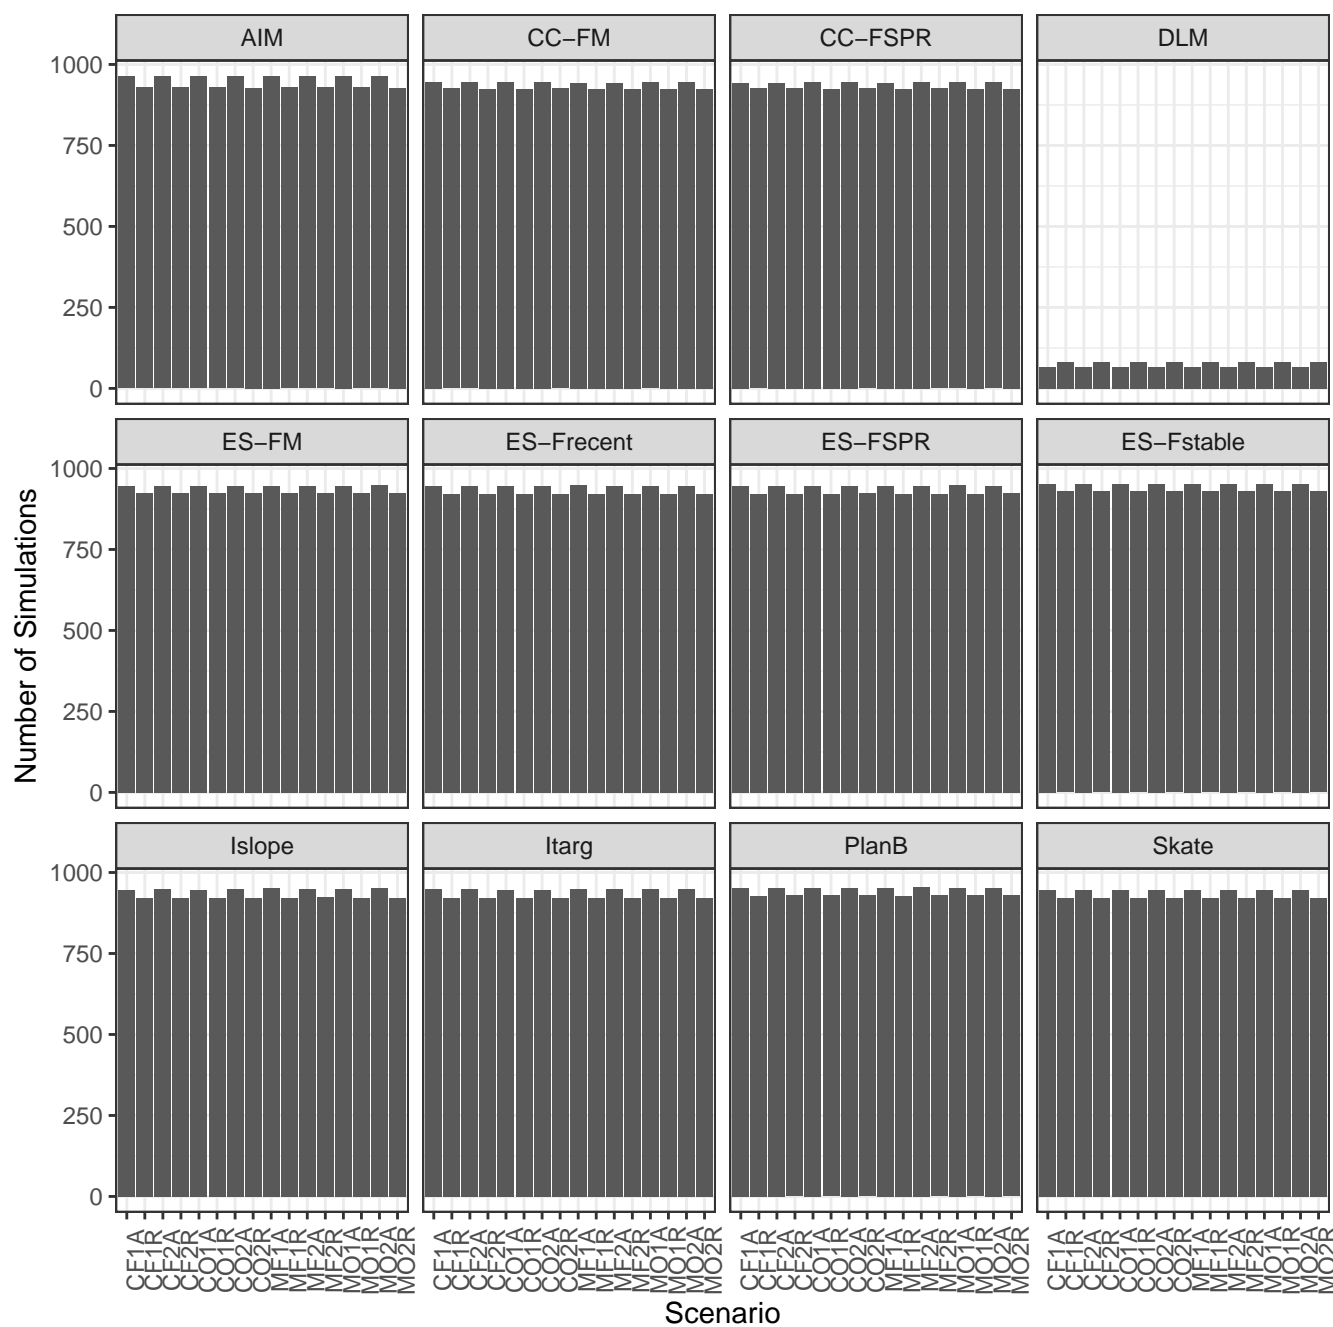 AIM CC−FM CC−FSPR DLM
1000
750
500
250
0
ES−FM ES−Frecent ES−FSPR ES−Fstable
1000
750
500
250
0
Islope Itarg PlanB Skate
1000
750
500
250
0
Number of Simulations
CF1A CF1R CF2A CF2R CO1A CO1R CO2A CO2R MF1A MF1R MF2A MF2R MO1A MO1R MO2A MO2R
CF1A CF1R CF2A CF2R CO1A CO1R CO2A CO2R MF1A MF1R MF2A MF2R MO1A MO1R MO2A MO2R
CF1A CF1R CF2A CF2R CO1A CO1R CO2A CO2R MF1A MF1R MF2A MF2R MO1A MO1R MO2A MO2R
CF1A CF1R CF2A CF2R CO1A CO1R CO2A CO2R MF1A MF1R MF2A MF2R MO1A MO1R MO2A MO2R
Scenario